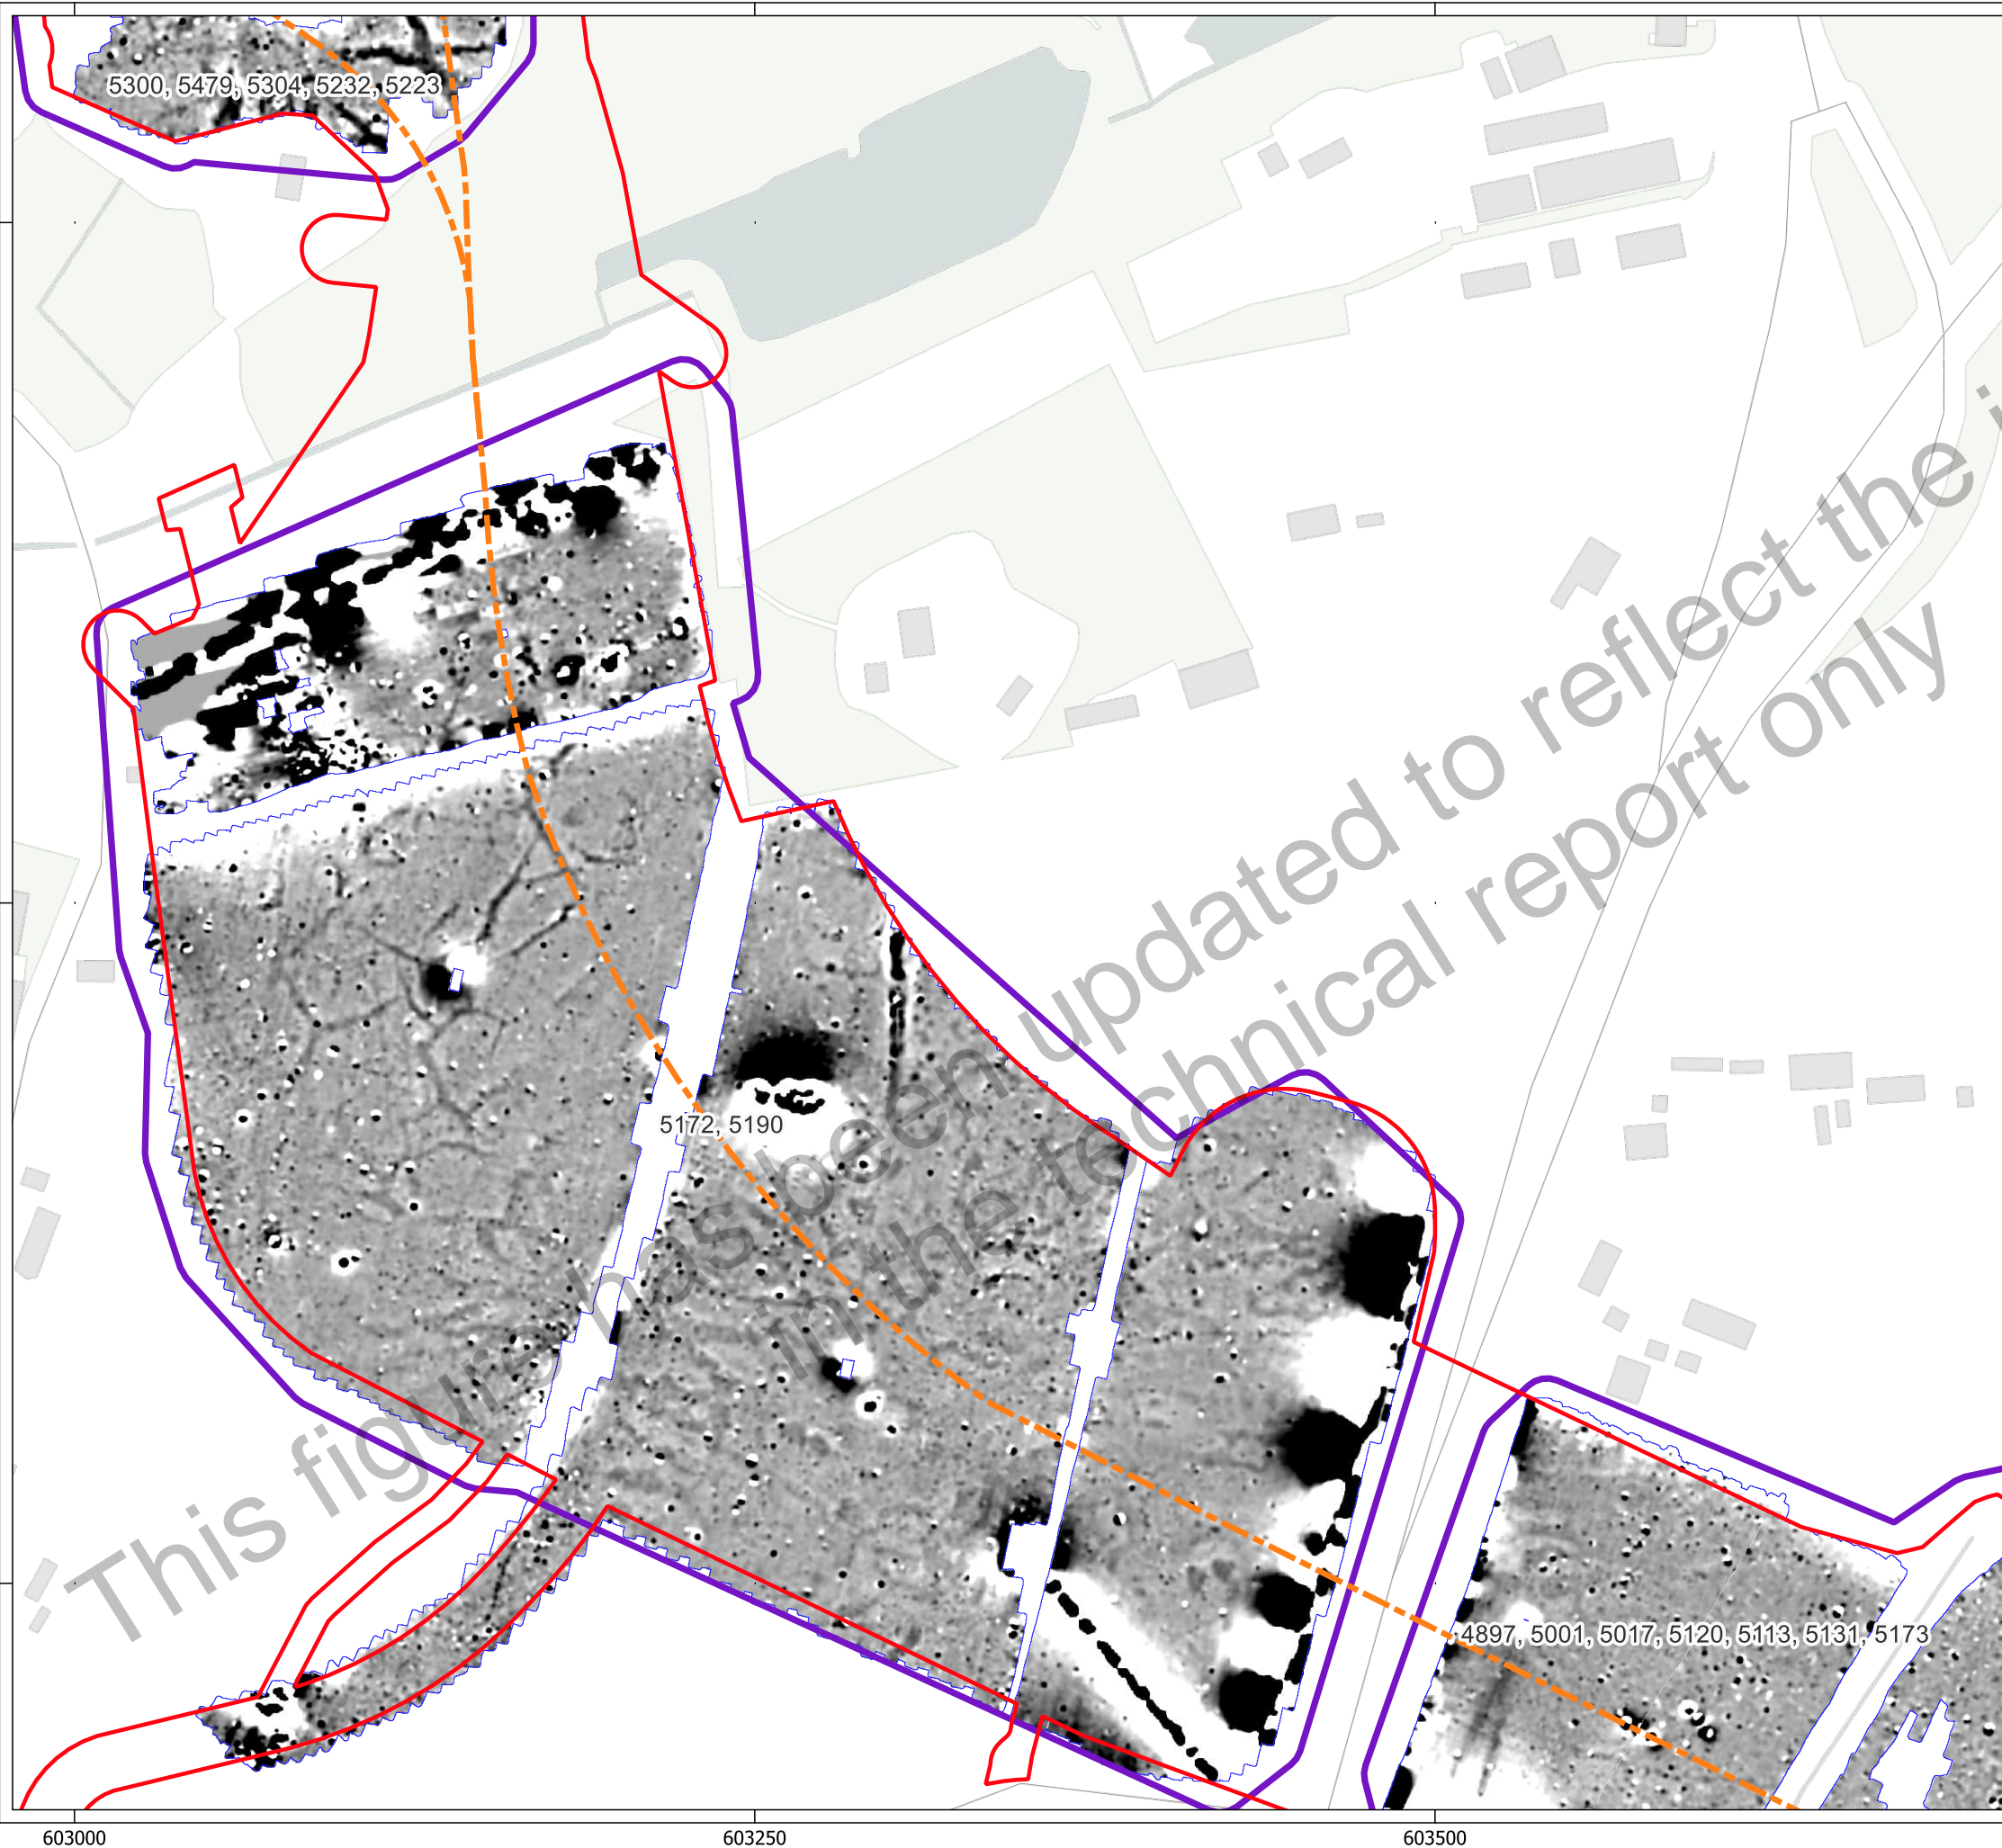 5300, 5479, 5304, 5232, 5223
This figure has been updated to reflect the i
in the technical report only
5172, 5190
4897, 5001, 5017, 5120, 5113, 5131, 5173
603000 603250 603500